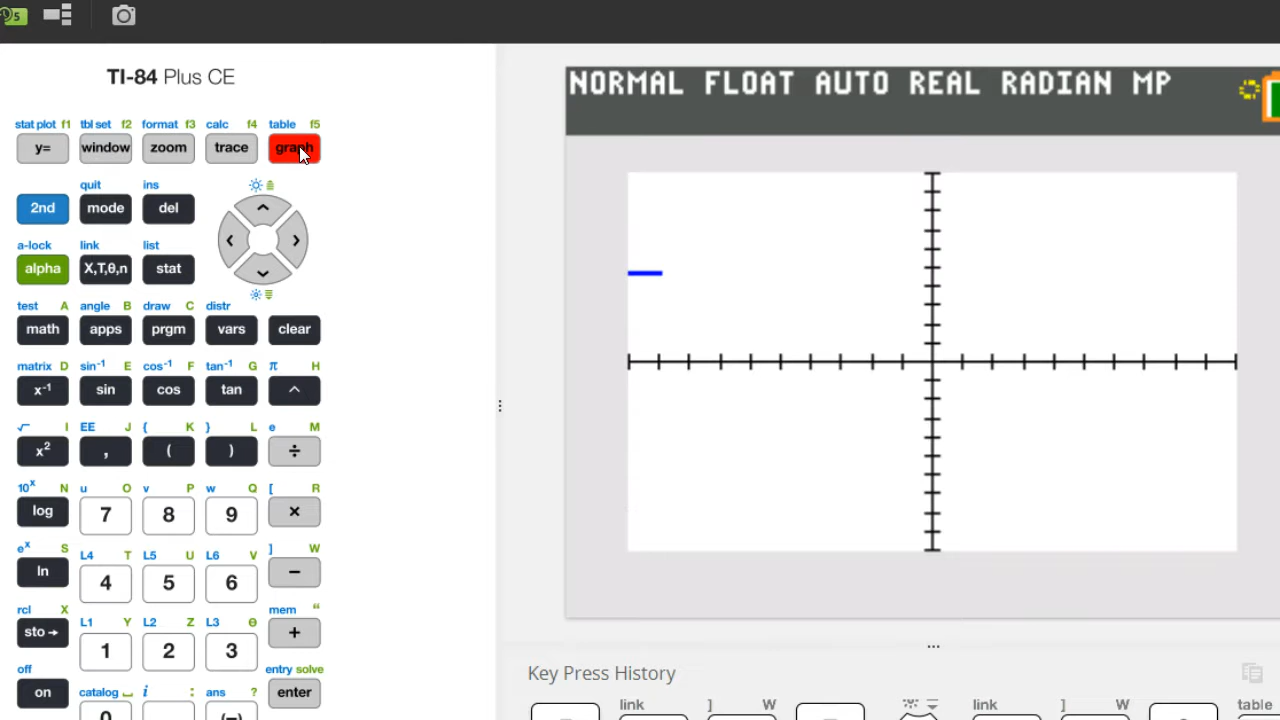 5
TI-84 Plus CE
NORMAL FLOAT AUTO REAL RADIAN MP
stat plot f1 tbl set f2 format f3 calc f4 table f5
y= window zoom trace graph
quit ins
2nd mode del
a-lock link list
alpha X,T,θ,n stat
test A angle B draw C distr
math apps prgm vars clear
matrix D sin⁻¹ E cos⁻¹ F tan⁻¹ G π H
x⁻¹ sin cos tan ^
√ I EE J { K } L e M
x² , ( ) ÷
10ˣ N u O v P w Q [ R
log 7 8 9 ×
eˣ S L4 T L5 U L6 V ] W
ln 4 5 6 −
rcl X L1 Y L2 Z L3 θ mem "
sto→ 1 2 3 +
off catalog i : ans ? entry solve
on 0 (−) enter
Key Press History
link ] W link ] W table